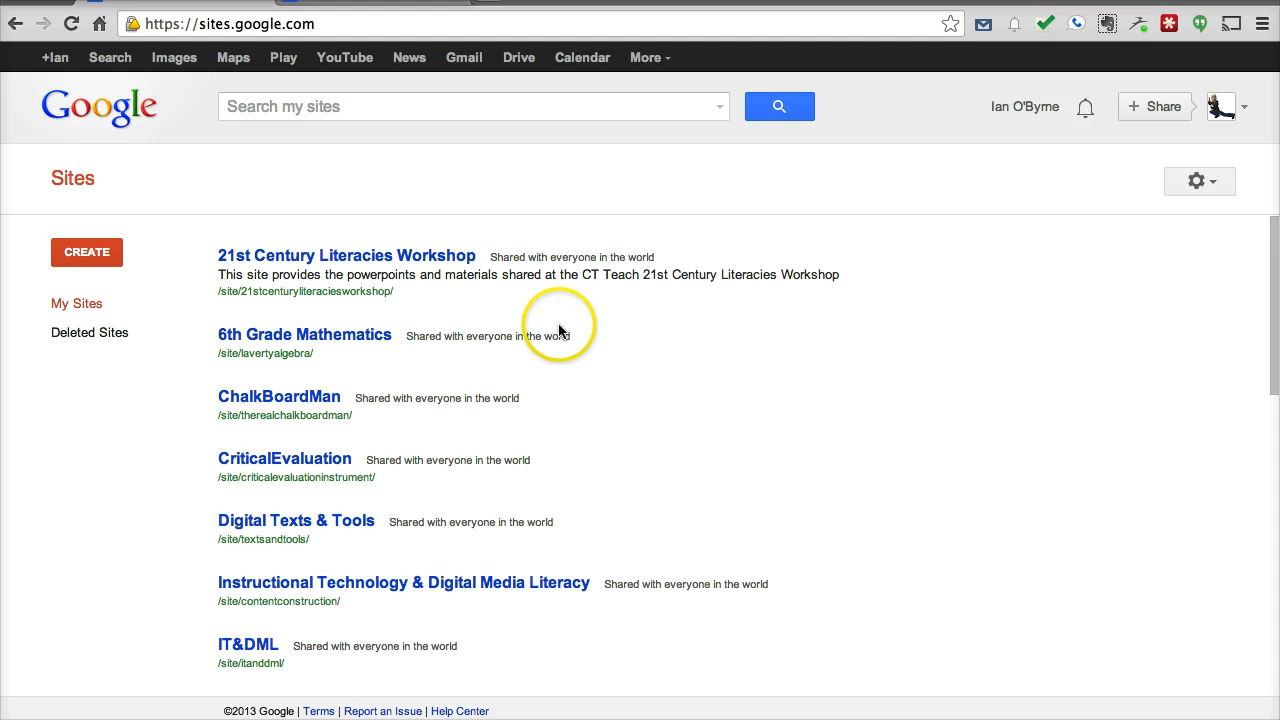 https://sites.google.com
+Ian Search Images Maps Play YouTube News Gmail Drive Calendar More
Google Search my sites Ian O'Byrne + Share
Sites
CREATE
My Sites
Deleted Sites
21st Century Literacies Workshop Shared with everyone in the world
This site provides the powerpoints and materials shared at the CT Teach 21st Century Literacies Workshop
/site/21stcenturyliteraciesworkshop/
6th Grade Mathematics Shared with everyone in the world
/site/lavertyalgebra/
ChalkBoardMan Shared with everyone in the world
/site/therealchalkboardman/
CriticalEvaluation Shared with everyone in the world
/site/criticalevaluationinstrument/
Digital Texts & Tools Shared with everyone in the world
/site/textsandtools/
Instructional Technology & Digital Media Literacy Shared with everyone in the world
/site/contentconstruction/
IT&DML Shared with everyone in the world
/site/itanddml/
©2013 Google | Terms | Report an Issue | Help Center